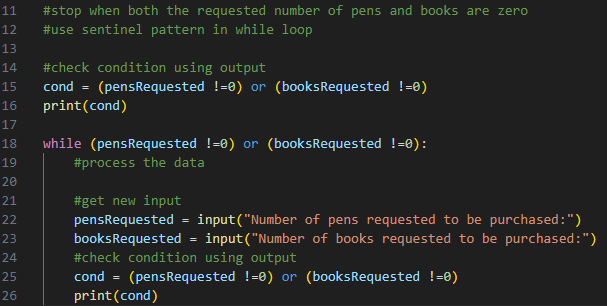 11 #stop when both the requested number of pens and books are zero
12 #use sentinel pattern in while loop
13
14 #check condition using output
15 cond = (pensRequested !=0) or (booksRequested !=0)
16 print(cond)
17
18 while (pensRequested !=0) or (booksRequested !=0):
19     #process the data
20
21     #get new input
22     pensRequested = input("Number of pens requested to be purchased:")
23     booksRequested = input("Number of books requested to be purchased:")
24     #check condition using output
25     cond = (pensRequested !=0) or (booksRequested !=0)
26     print(cond)